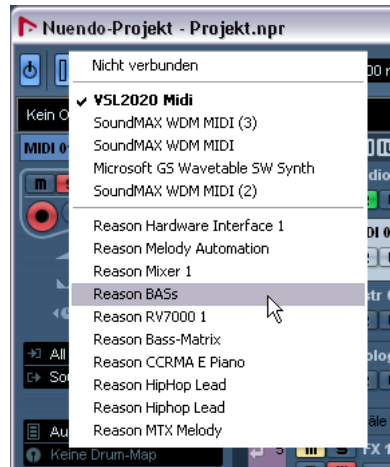 Nuendo-Projekt - Projekt.npr
Nicht verbunden
Kein
VSL2020 Midi
SoundMAX WDM MIDI (3)
MIDI
SoundMAX WDM MIDI
Microsoft GS Wavetable SW Synth
SoundMAX WDM MIDI (2)
Reason Hardware Interface 1
Reason Melody Automation
Reason Mixer 1
Reason BASs
Reason RV7000 1
Reason Bass-Matrix
All
Reason CCRMA E Piano
Reason HipHop Lead
Reason Hiphop Lead
Reason MTX Melody
Keine Drum-Map